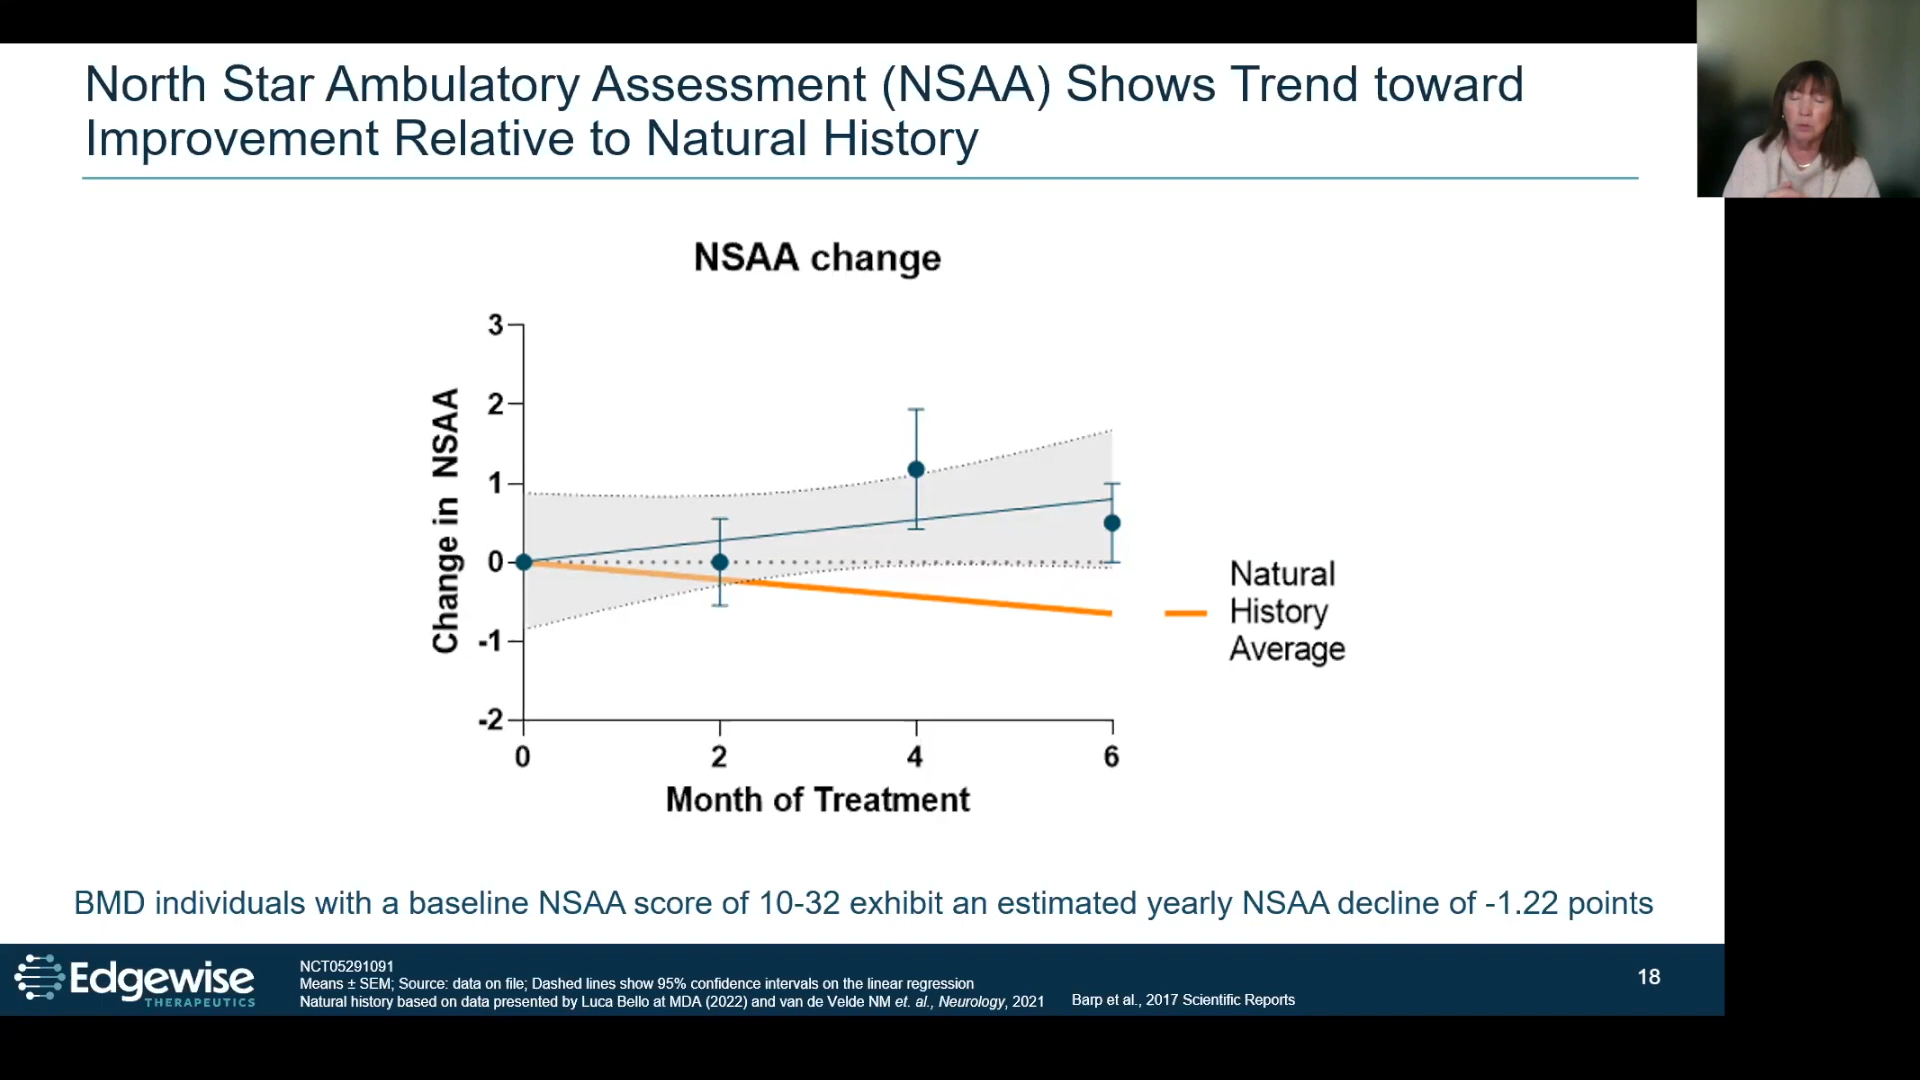 North Star Ambulatory Assessment (NSAA) Shows Trend toward
Improvement Relative to Natural History
NSAA change
3
2
1
0
-1
-2
Change in NSAA
0 2 4 6
Month of Treatment
Natural
History
Average
BMD individuals with a baseline NSAA score of 10-32 exhibit an estimated yearly NSAA decline of -1.22 points
Edgewise
THERAPEUTICS
NCT05291091
Means ± SEM; Source: data on file; Dashed lines show 95% confidence intervals on the linear regression
Natural history based on data presented by Luca Bello at MDA (2022) and van de Velde NM et. al., Neurology, 2021
Barp et al., 2017 Scientific Reports
18